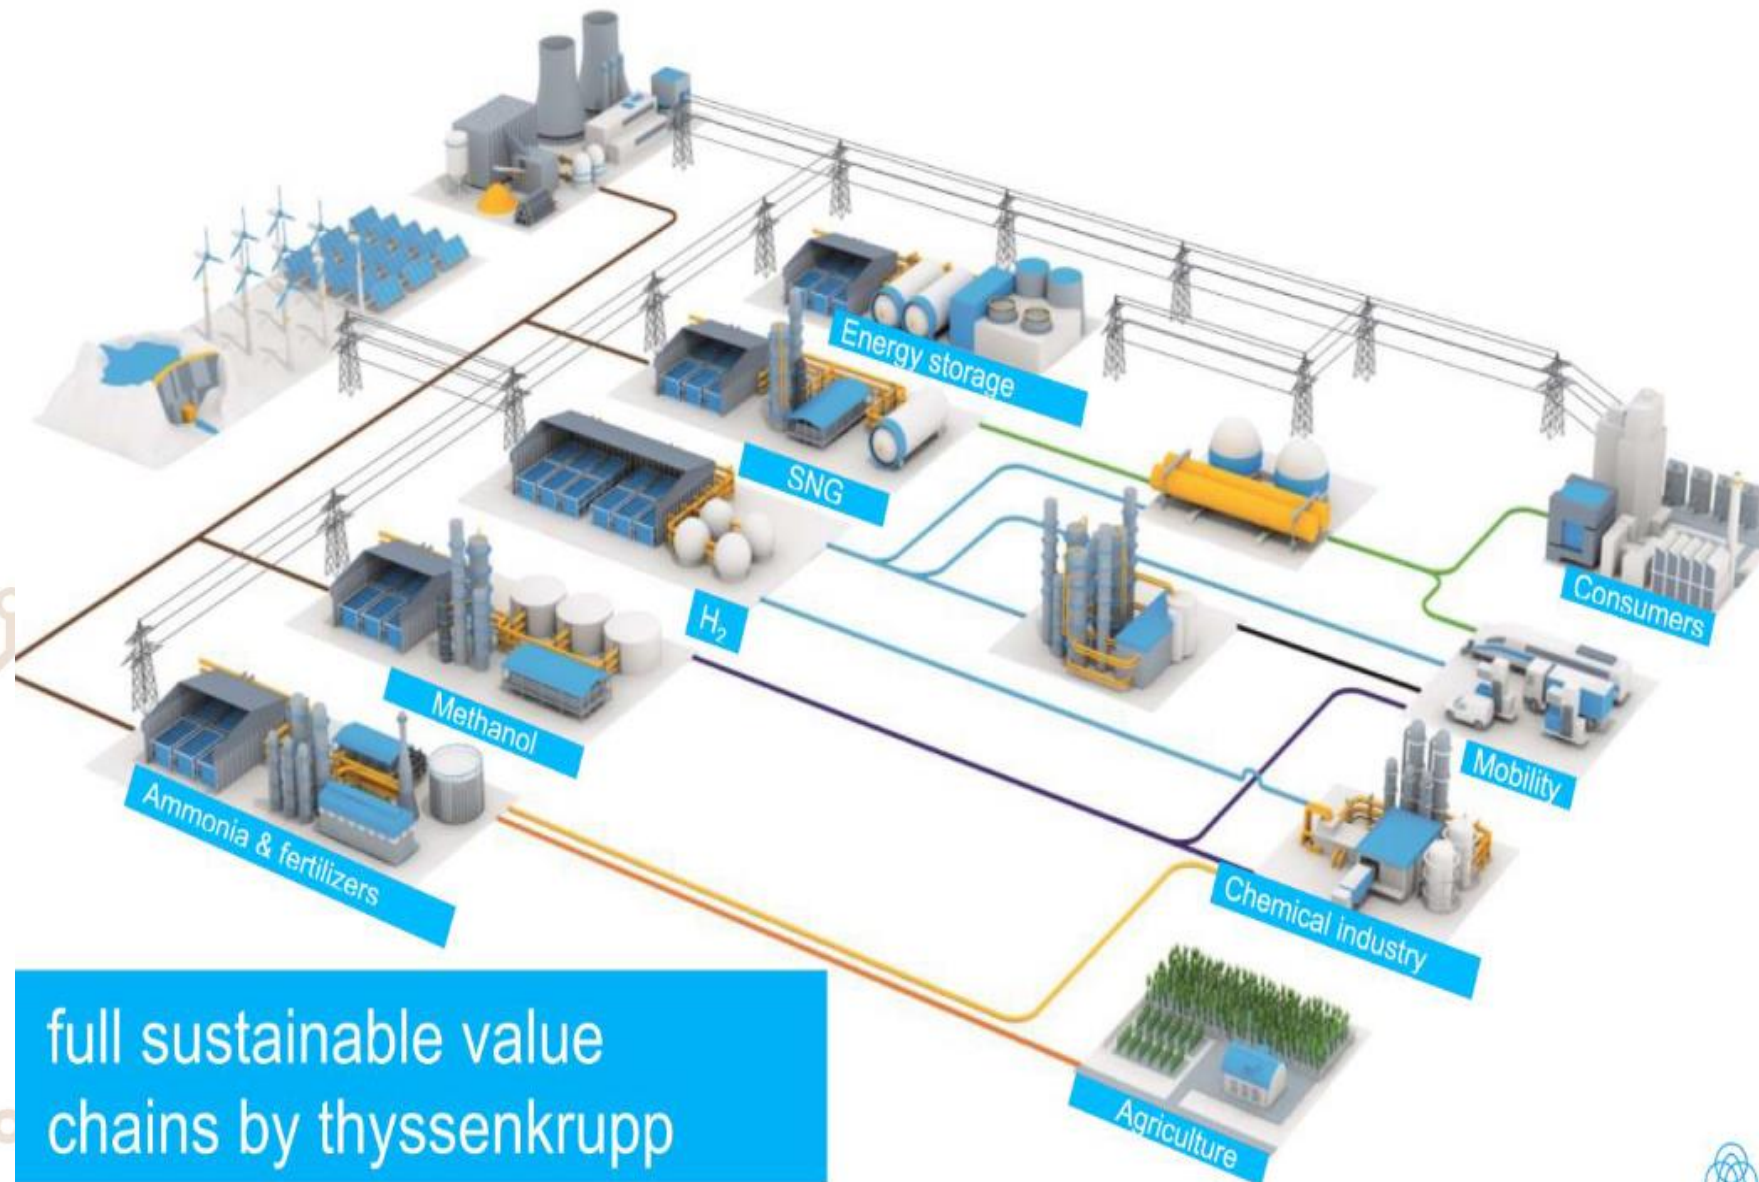 Energy storage
SNG
H₂
Methanol
Ammonia & fertilizers
Consumers
Mobility
Chemical industry
Agriculture
full sustainable value
chains by thyssenkrupp